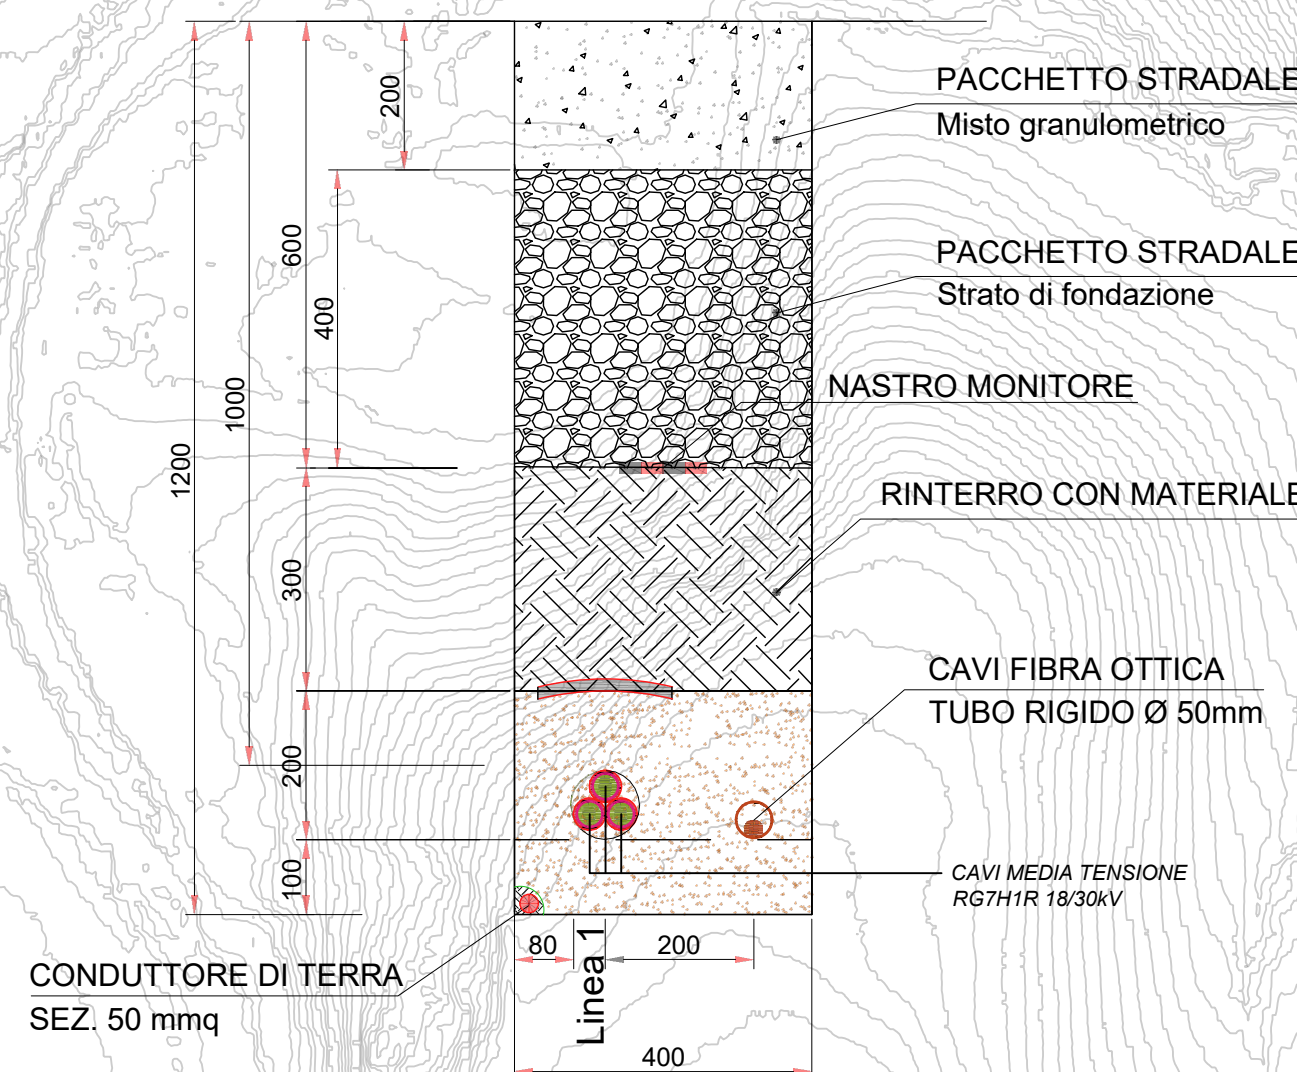 PACCHETTO STRADALE
Misto granulometrico
200
600
PACCHETTO STRADALE
Strato di fondazione
400
1000
1200
NASTRO MONITORE
RINTERRO CON MATERIALE
300
CAVI FIBRA OTTICA
TUBO RIGIDO Ø 50mm
200
100
CAVI MEDIA TENSIONE
RG7H1R 18/30kV
80
Linea 1
200
CONDUTTORE DI TERRA
SEZ. 50 mmq
400